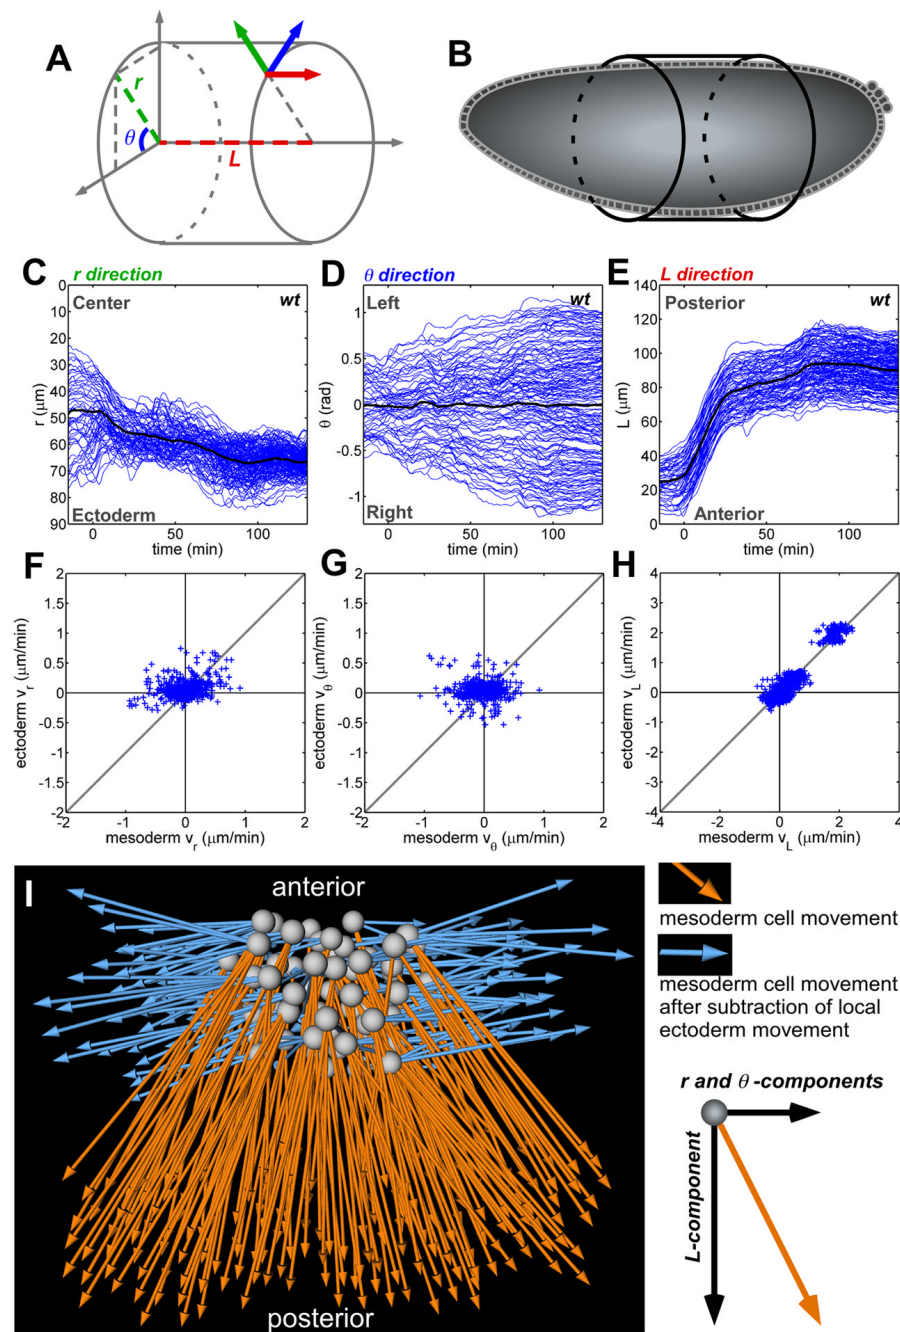 A
r
θ
L
B
C
r direction
Center
wt
Ectoderm
r (μm)
0
10
20
30
40
50
60
70
80
90
0
50
100
time (min)
D
θ direction
Left
wt
Right
θ (rad)
1
0.5
0
-0.5
-1
0
50
100
time (min)
E
L direction
Posterior
wt
Anterior
L (μm)
140
120
100
80
60
40
20
0
0
50
100
time (min)
F
ectoderm vr (μm/min)
2
1.5
1
0.5
0
-0.5
-1
-1.5
-2
-2
-1
0
1
2
mesoderm vr (μm/min)
G
ectoderm vθ (μm/min)
2
1.5
1
0.5
0
-0.5
-1
-1.5
-2
-2
-1
0
1
2
mesoderm vθ (μm/min)
H
ectoderm vL (μm/min)
4
3
2
1
0
-1
-2
-3
-4
-4
-2
0
2
4
mesoderm vL (μm/min)
I
anterior
posterior
mesoderm cell movement
mesoderm cell movement
after subtraction of local
ectoderm movement
r and θ -components
L-component